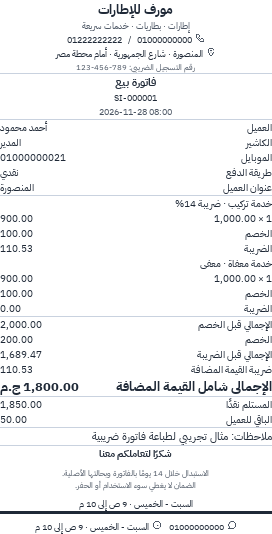 مورف للإطارات
إطارات · بطاريات · خدمات سريعة
01000000000 / 01222222222
المنصورة · شارع الجمهورية · أمام محطة مصر
رقم التسجيل الضريبي: 789-456-123
فاتورة بيع
SI-000001
2026-11-28 08:00
العميل أحمد محمود
الكاشير المدير
الموبايل 01000000021
طريقة الدفع نقدي
عنوان العميل المنصورة
خدمة تركيب · ضريبة 14%
1 × 1,000.00 900.00
الخصم 100.00
الضريبة 110.53
خدمة معفاة · معفى
1 × 1,000.00 900.00
الخصم 100.00
الضريبة 0.00
الإجمالي قبل الخصم 2,000.00
الخصم 200.00
الإجمالي قبل الضريبة 1,689.47
ضريبة القيمة المضافة 110.53
الإجمالي شامل القيمة المضافة 1,800.00 ج.م
المستلم نقدًا 1,850.00
الباقي للعميل 50.00
ملاحظات: مثال تجريبي لطباعة فاتورة ضريبية
شكرًا لتعاملكم معنا
الاستبدال خلال 14 يومًا بالفاتورة وبحالتها الأصلية.
الضمان لا يغطي سوء الاستخدام أو الحفر.
السبت - الخميس · 9 ص إلى 10 م
01000000000 السبت - الخميس · 9 ص إلى 10 م